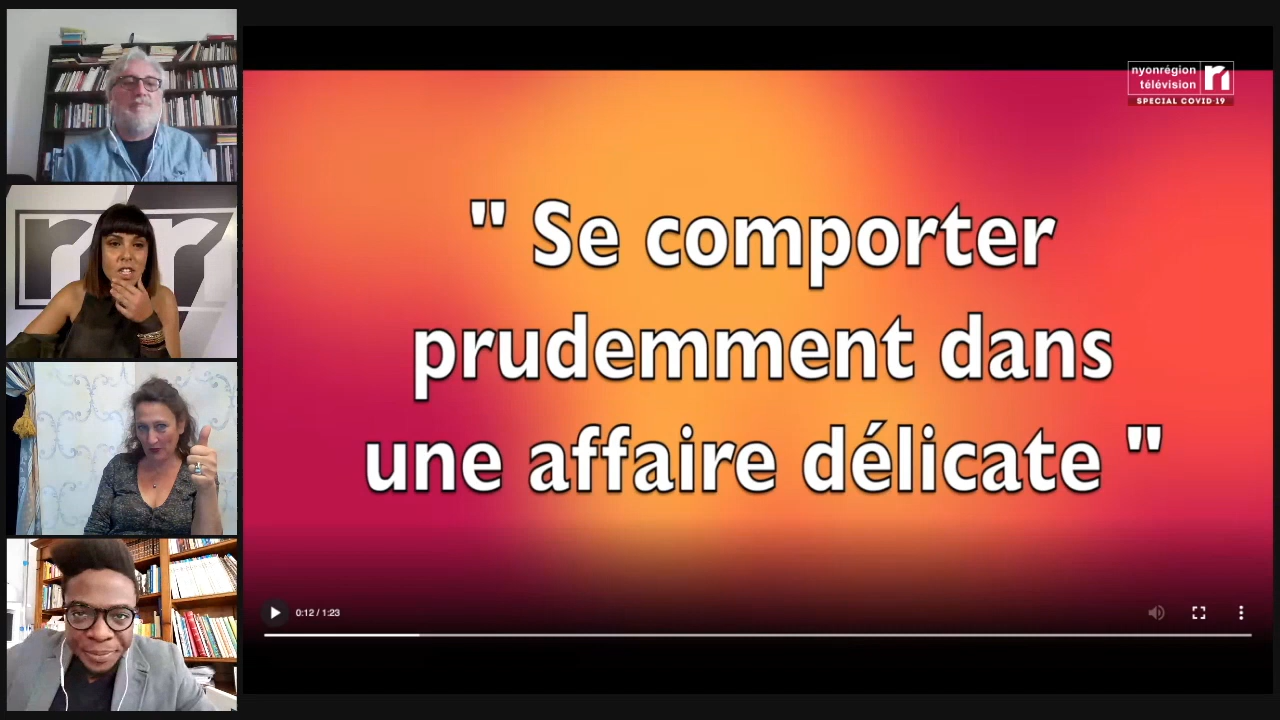 nyonrégion
télévision
SPECIAL COVID-19
" Se comporter
prudemment dans
une affaire délicate "
0:12 / 1:23